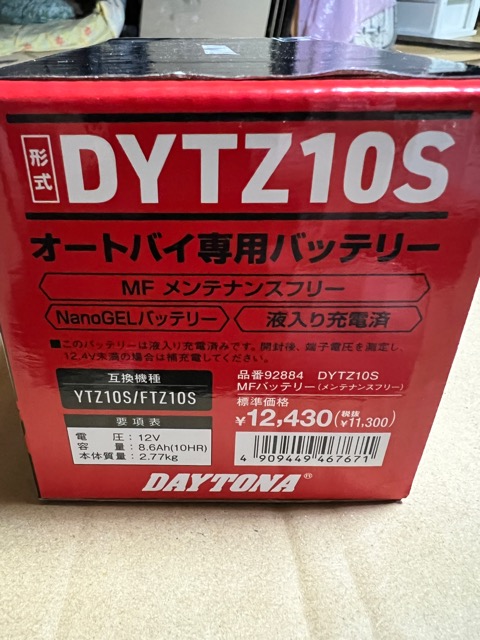 形式 DYTZ10S
オートバイ専用バッテリー
MF メンテナンスフリー
NanoGELバッテリー 液入り充電済
■このバッテリーは液入り充電済みです。開封後、端子電圧を測定し、
12.4V未満の場合は補充電してください。
互換機種
YTZ10S/FTZ10S
要項表
電圧:12V
容量:8.6Ah(10HR)
本体質量:2.77kg
品番92884 DYTZ10S
MFバッテリー(メンテナンスフリー)
標準価格
¥12,430(税抜¥11,300)
4 909449 467671
DAYTONA®